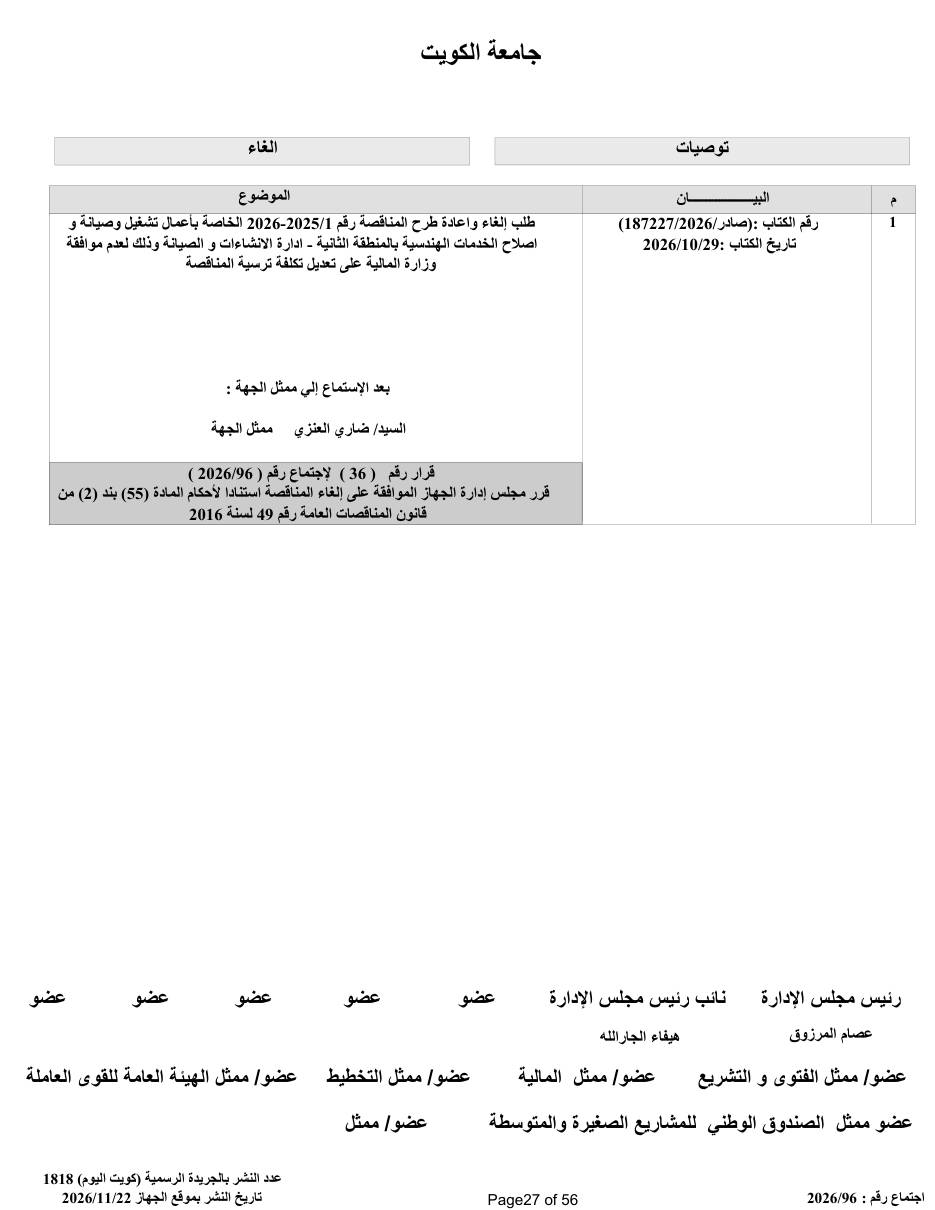 جامعة الكويت
توصيات
الغاء
م
البيـــــــــــــــان
الموضوع
1
رقم الكتاب :(صادر/187227/2026)
تاريخ الكتاب :2026/10/29
طلب إلغاء واعادة طرح المناقصة رقم 2025/1-2026 الخاصة بأعمال تشغيل وصيانة و
اصلاح الخدمات الهندسية بالمنطقة الثانية - ادارة الانشاءات و الصيانة وذلك لعدم موافقة
وزارة المالية على تعديل تكلفة ترسية المناقصة
بعد الإستماع إلي ممثل الجهة :
السيد/ ضاري العنزي ممثل الجهة
قرار رقم ( 36 ) لإجتماع رقم ( 2026/96 )
قرر مجلس إدارة الجهاز الموافقة على إلغاء المناقصة استنادا لأحكام المادة (55) بند (2) من
قانون المناقصات العامة رقم 49 لسنة 2016
رئيس مجلس الإدارة نائب رئيس مجلس الإدارة عضو عضو عضو عضو عضو
عصام المرزوق هيفاء الجارالله
عضو/ ممثل الفتوى و التشريع عضو/ ممثل المالية عضو/ ممثل التخطيط عضو/ ممثل الهيئة العامة للقوى العاملة
عضو ممثل الصندوق الوطني للمشاريع الصغيرة والمتوسطة عضو/ ممثل
اجتماع رقم : 2026/96
Page27 of 56
عدد النشر بالجريدة الرسمية (كويت اليوم) 1818
تاريخ النشر بموقع الجهاز 2026/11/22